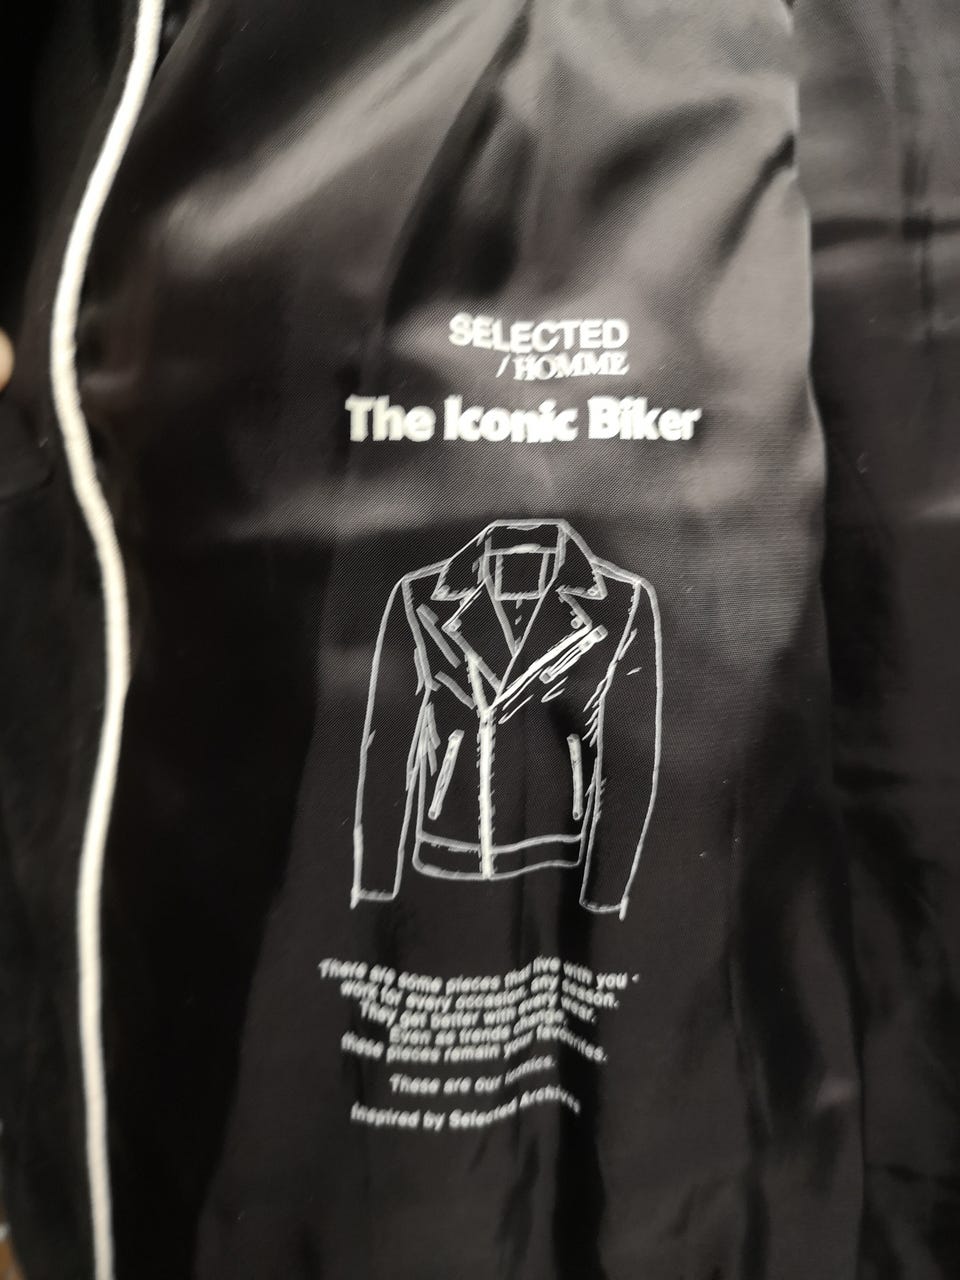 SELECTED
/HOMME
The Iconic Biker
There are some pieces that live with you -
work for every occasion, any season.
They get better with every wear.
Even as trends change,
these pieces remain your favourites.
These are our iconics.
Inspired by Selected Archives